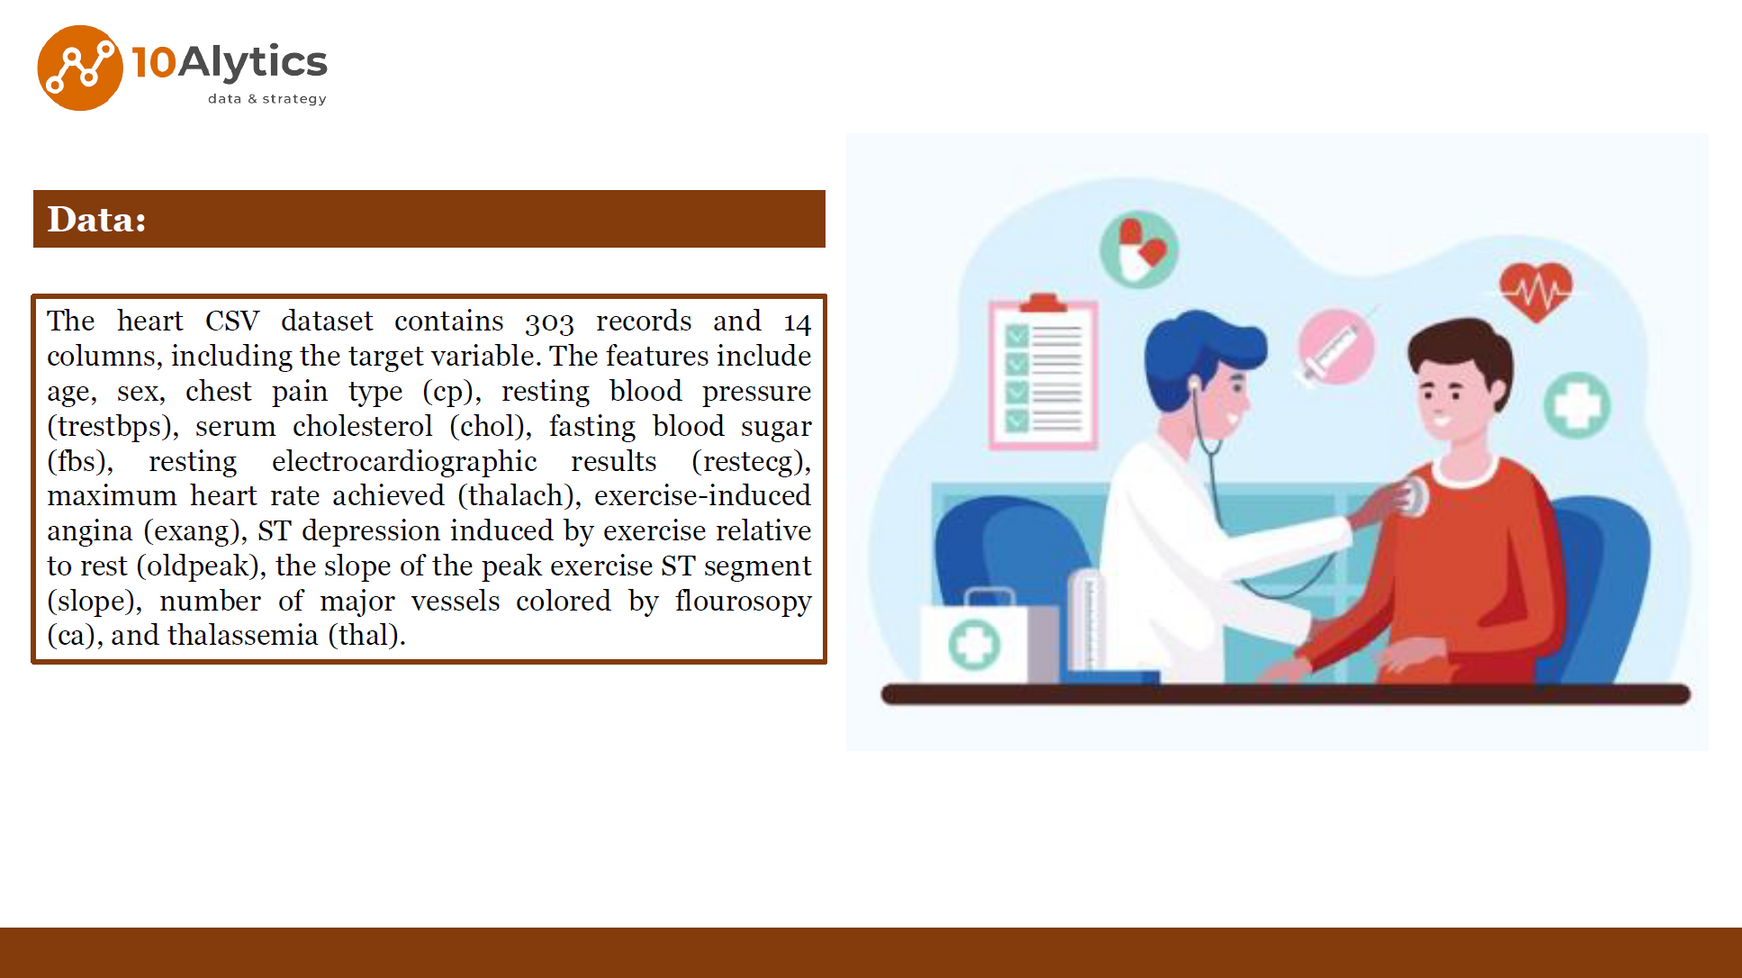 10Alytics
data & strategy
Data:
The heart CSV dataset contains 303 records and 14
columns, including the target variable. The features include
age, sex, chest pain type (cp), resting blood pressure
(trestbps), serum cholesterol (chol), fasting blood sugar
(fbs), resting electrocardiographic results (restecg),
maximum heart rate achieved (thalach), exercise-induced
angina (exang), ST depression induced by exercise relative
to rest (oldpeak), the slope of the peak exercise ST segment
(slope), number of major vessels colored by flourosopy
(ca), and thalassemia (thal).